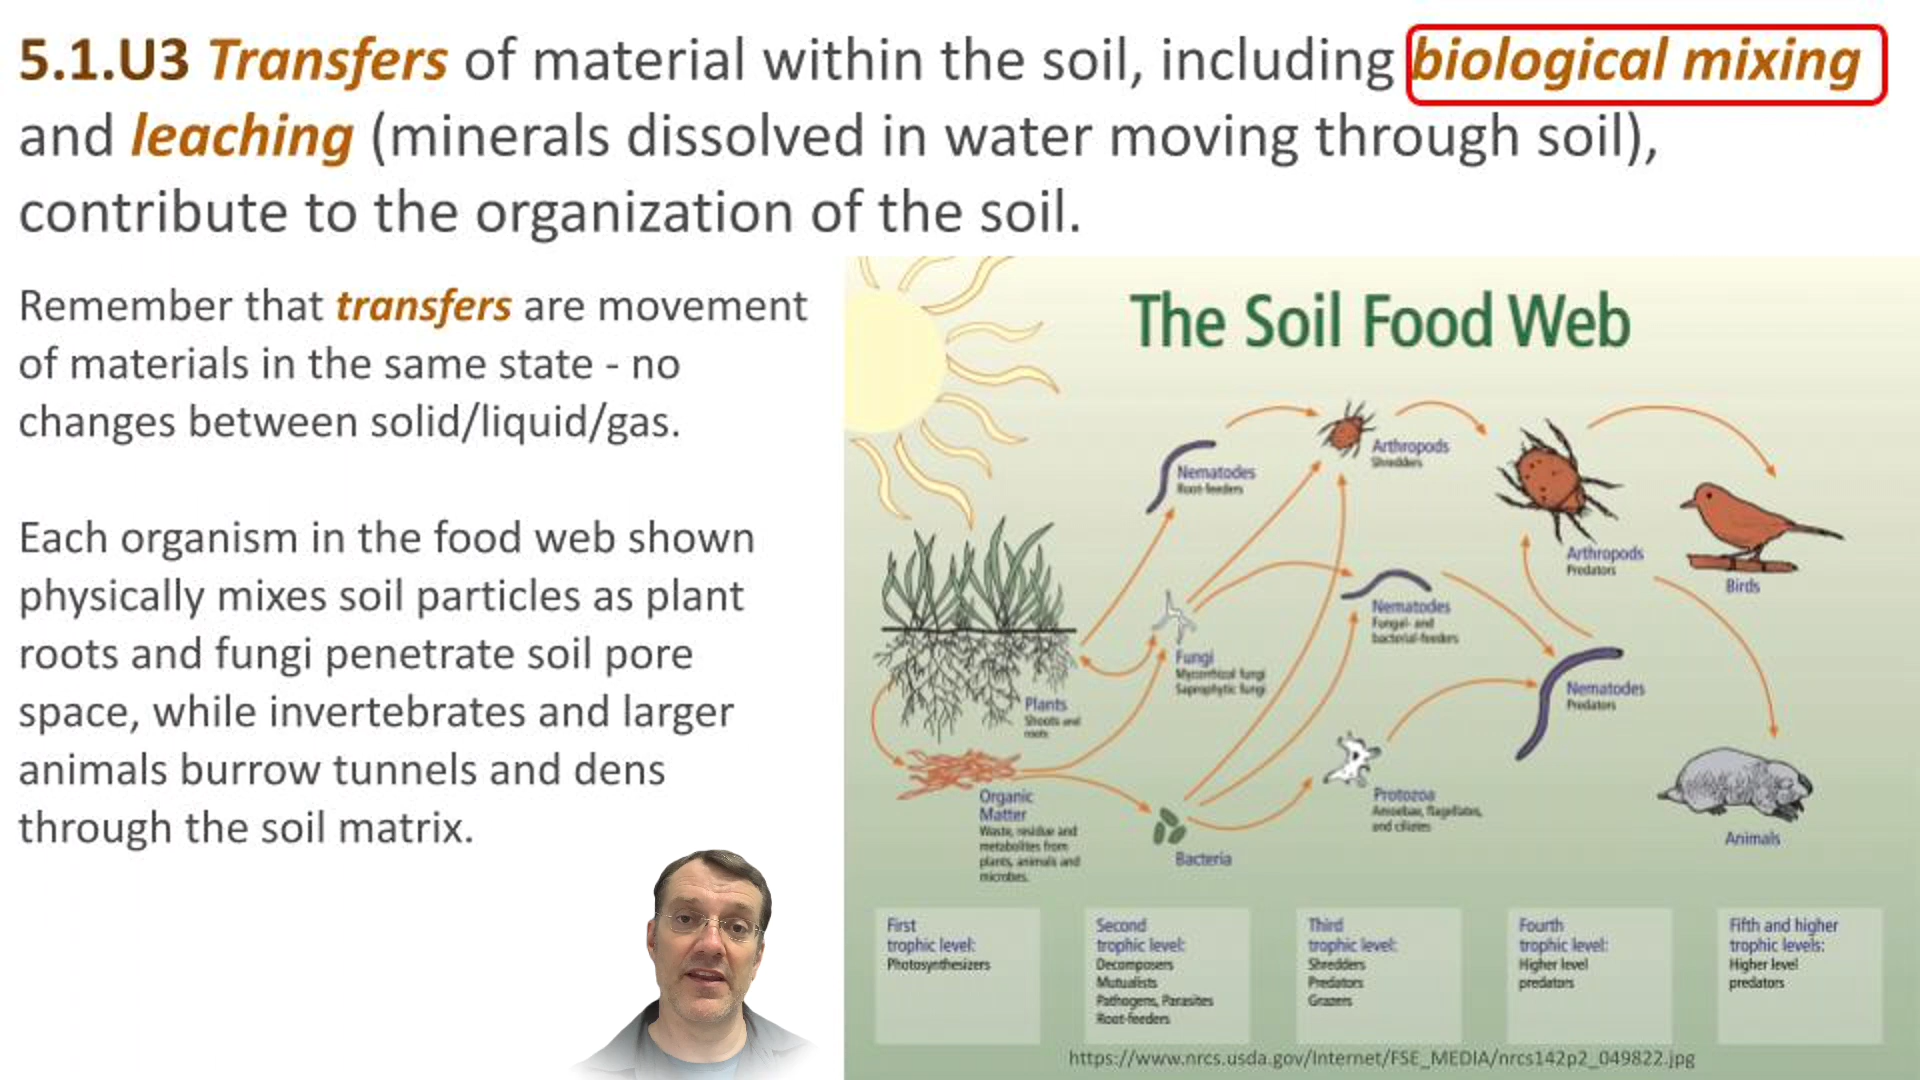 5.1.U3 Transfers of material within the soil, including biological mixing
and leaching (minerals dissolved in water moving through soil),
contribute to the organization of the soil.
Remember that transfers are movement
of materials in the same state - no
changes between solid/liquid/gas.
Each organism in the food web shown
physically mixes soil particles as plant
roots and fungi penetrate soil pore
space, while invertebrates and larger
animals burrow tunnels and dens
through the soil matrix.
The Soil Food Web
Nematodes
Root-feeders
Arthropods
Shredders
Arthropods
Predators
Birds
Plants
Shoots and
roots
Fungi
Mycorrhizal fungi
Saprophytic fungi
Nematodes
Fungal- and
bacterial-feeders
Nematodes
Predators
Organic
Matter
Waste, residue and
metabolites from
plants, animals and
microbes.
Bacteria
Protozoa
Amoebae, flagellates,
and ciliates
Animals
First
trophic level:
Photosynthesizers
Second
trophic level:
Decomposers
Mutualists
Pathogens, Parasites
Root-feeders
Third
trophic level:
Shredders
Predators
Grazers
Fourth
trophic level:
Higher level
predators
Fifth and higher
trophic levels:
Higher level
predators
https://www.nrcs.usda.gov/Internet/FSE_MEDIA/nrcs142p2_049822.jpg